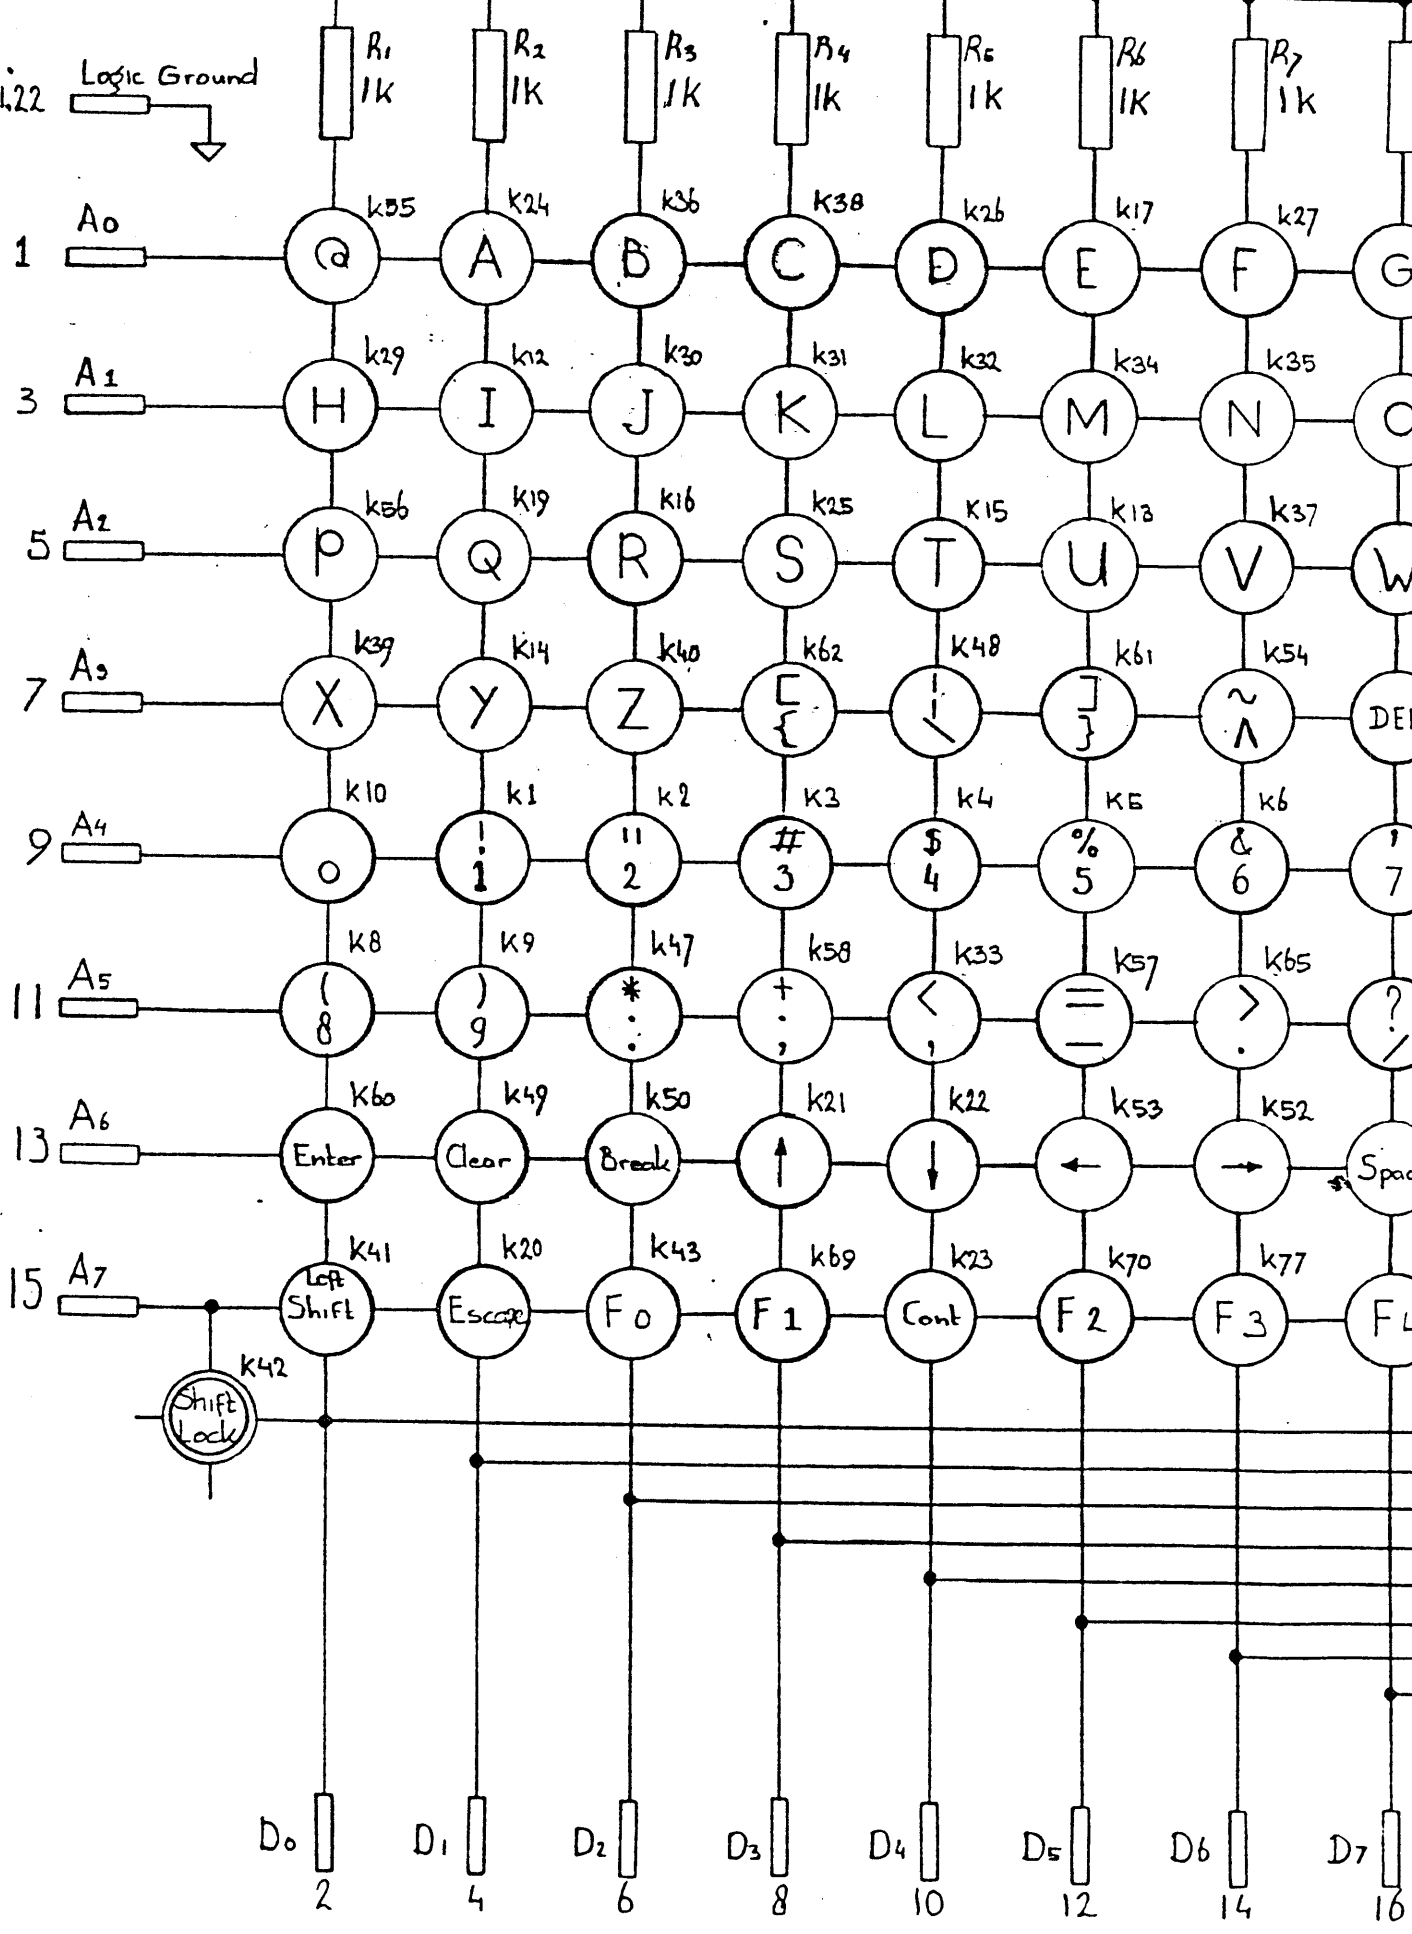 R1 R2 R3 R4 R5 R6 R7
1K 1K 1K 1K 1K 1K 1K
Logic Ground
.22
k55 k24 k36 k38 k26 k17 k27
1 A0 @ A B C D E F G
k29 k12 k30 k31 k32 k34 k35
3 A1 H I J K L M N O
k56 k19 k16 k25 K15 k13 k37
5 A2 P Q R S T U V W
k39 k14 k40 k62 k48 k61 k54
7 A3 X Y Z [ { ¦ \ ] } ~ ^ DEL
k10 k1 k2 k3 k4 k5 k6
9 A4 0 ! 1 " 2 # 3 $ 4 % 5 & 6 ' 7
k8 k9 k47 k58 k33 k57 k65
11 A5 ( 8 ) 9 * : + ; < , = — > . ? /
k60 k49 k50 k21 k22 k53 k52
13 A6 Enter Clear Break ↑ ↓ ← → Spac
k41 k20 k43 k69 k23 k70 k77
15 A7 Left Shift Escape F0 F1 Cont F2 F3 F4
k42
Shift
Lock
D0 D1 D2 D3 D4 D5 D6 D7
2 4 6 8 10 12 14 16